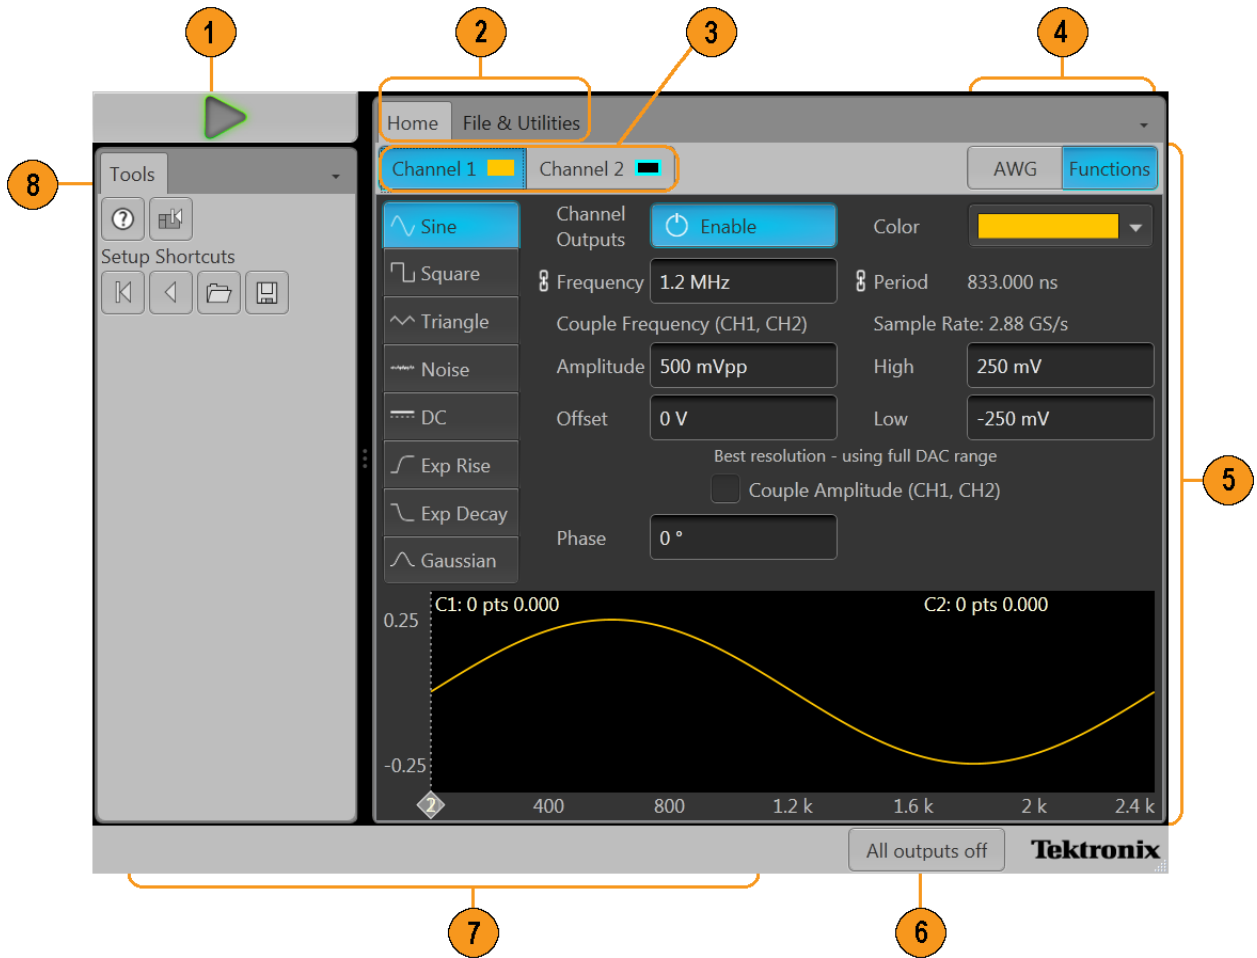 1 2 3 4
Home File & Utilities
Channel 1 Channel 2 AWG Functions
8 Tools
Setup Shortcuts
Sine
Square
Triangle
Noise
DC
Exp Rise
Exp Decay
Gaussian
Channel Outputs Enable Color
Frequency 1.2 MHz Period 833.000 ns
Couple Frequency (CH1, CH2) Sample Rate: 2.88 GS/s
Amplitude 500 mVpp High 250 mV
Offset 0 V Low -250 mV
Best resolution - using full DAC range
Couple Amplitude (CH1, CH2)
Phase 0 °
5
C1: 0 pts 0.000 C2: 0 pts 0.000
0.25
-0.25
2 400 800 1.2 k 1.6 k 2 k 2.4 k
All outputs off Tektronix
7 6